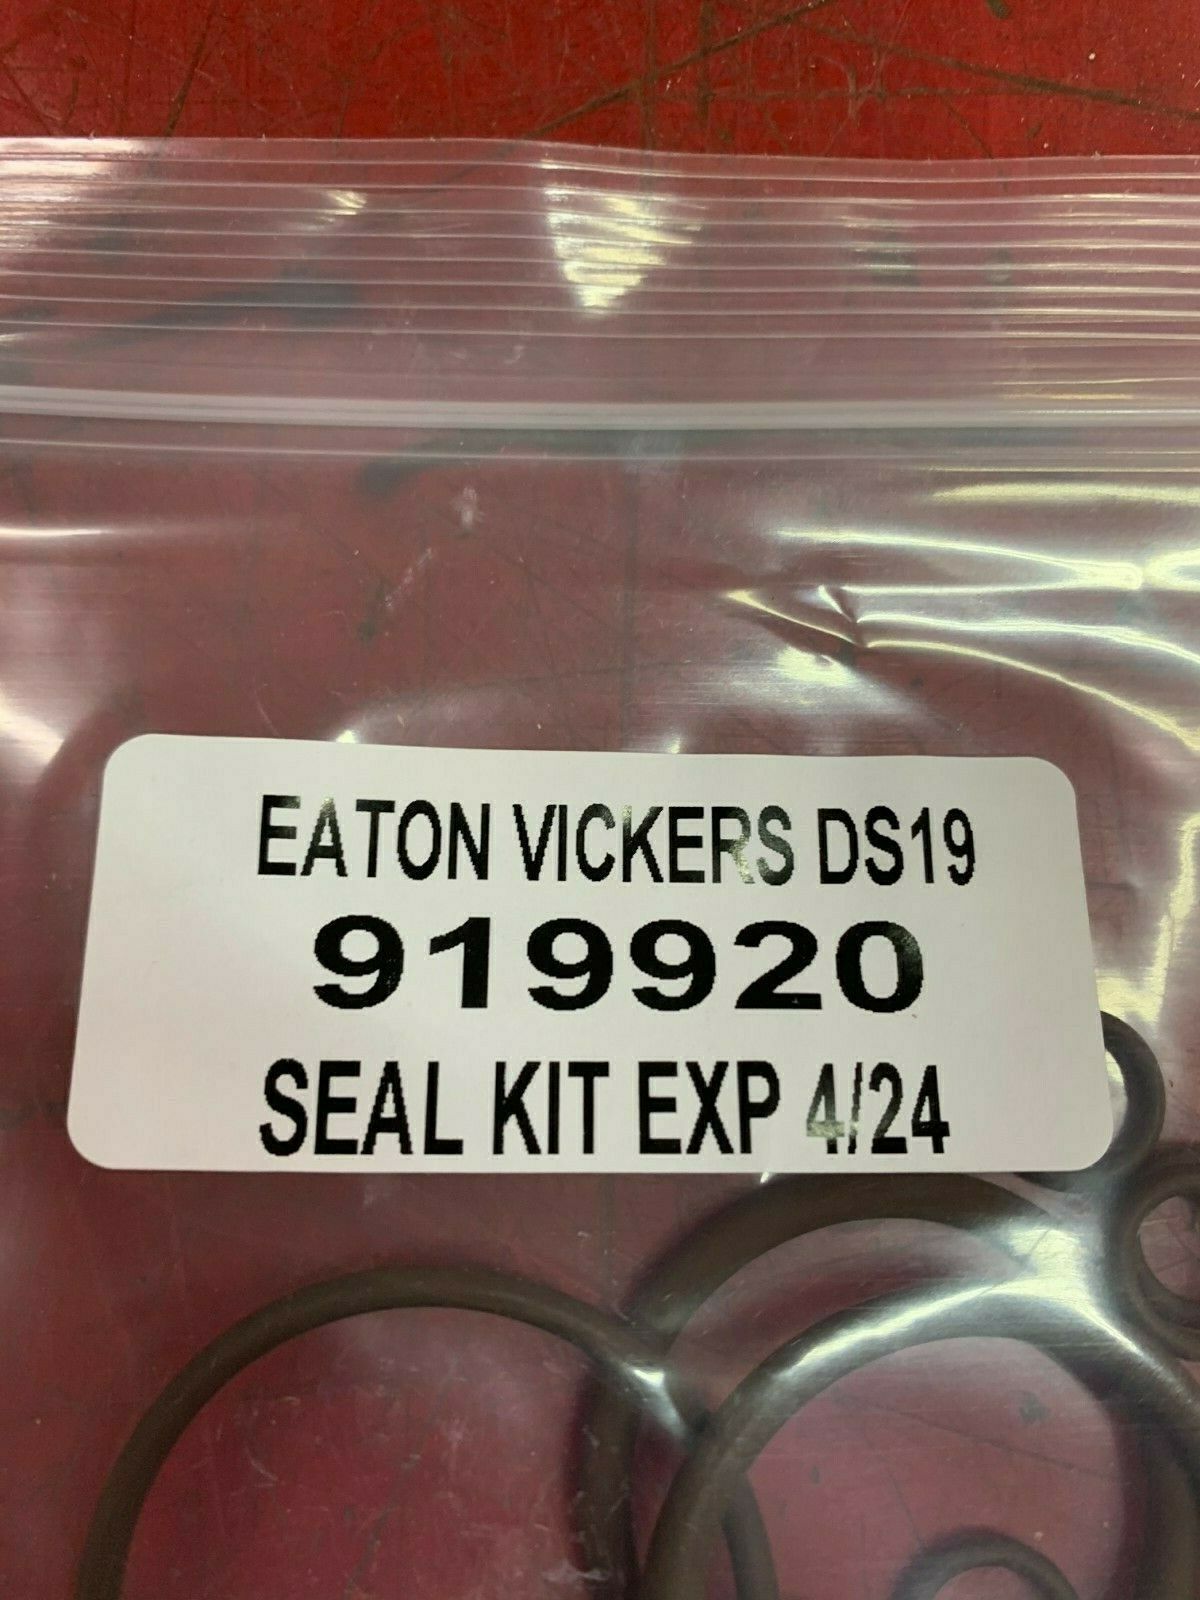 EATON VICKERS DS19
919920
SEAL KIT EXP 4/24